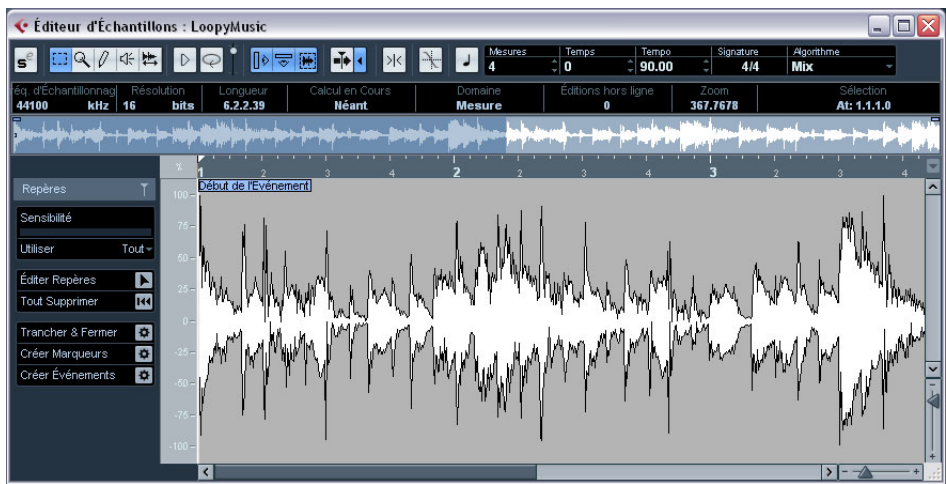 Éditeur d'Échantillons : LoopyMusic
Mesures Temps Tempo Signature Algorithme
4 0 90.00 4/4 Mix
éq. d'Échantillonnag Résolution Longueur Calcul en Cours Domaine Éditions hors ligne Zoom Sélection
44100 kHz 16 bits 6.2.2.39 Néant Mesure 0 367.7678 At: 1.1.1.0
% 1 2 3 4 2 2 3 4 3 2 3 4
Début de l'Evénement
Repères
Sensibilité
Utiliser Tout
Éditer Repères
Tout Supprimer
Trancher & Fermer
Créer Marqueurs
Créer Événements
100
75
50
25
0
-25
-50
-75
-100